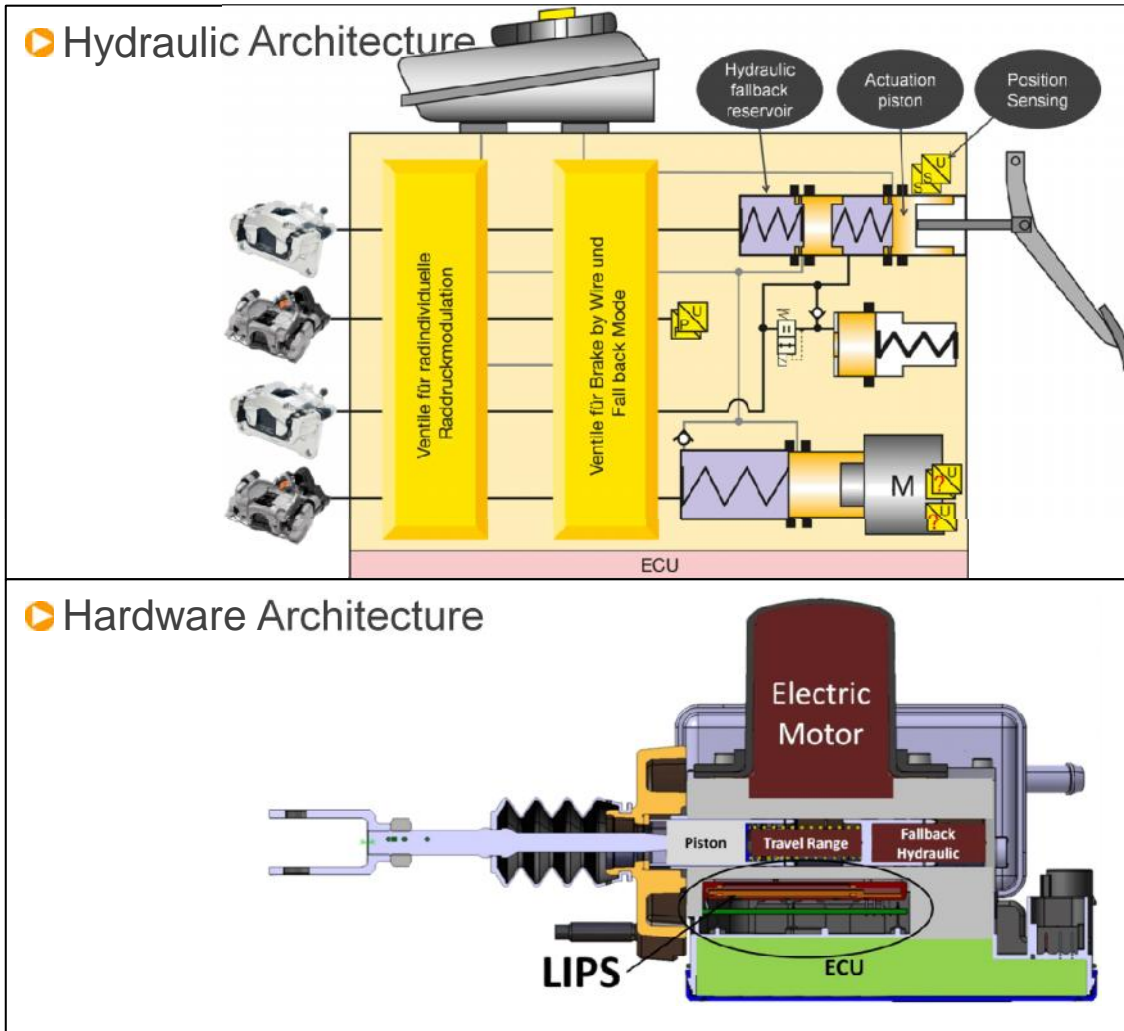 Hydraulic Architecture
Hydraulic
fallback
reservoir
Actuation
piston
Position
Sensing
U
S
S
Ventile für radindividuelle
Raddruckmodulation
Ventile für Brake by Wire und
Fall back Mode
U
P
M
U
?
U
?
ECU
Hardware Architecture
Electric
Motor
Piston
Travel Range
Fallback
Hydraulic
LIPS
ECU